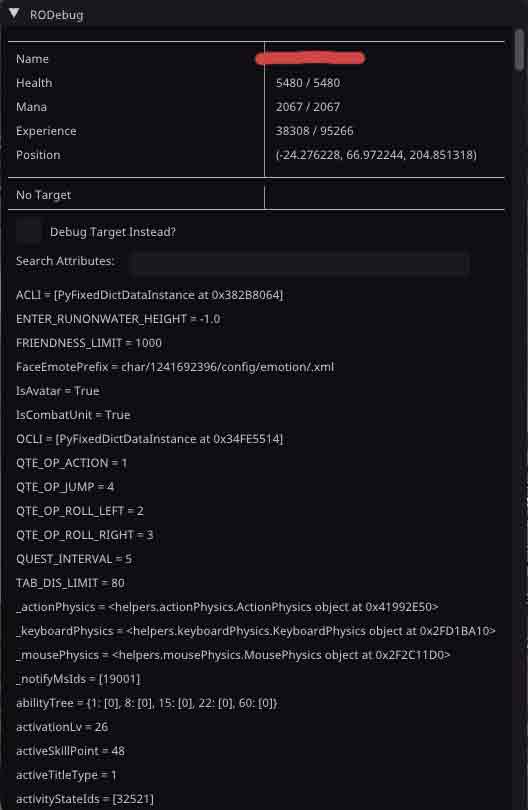 RODebug
Name
Health 5480 / 5480
Mana 2067 / 2067
Experience 38308 / 95266
Position (-24.276228, 66.972244, 204.851318)
No Target
Debug Target Instead?
Search Attributes:
ACLI = [PyFixedDictDataInstance at 0x382B8064]
ENTER_RUNONWATER_HEIGHT = -1.0
FRIENDNESS_LIMIT = 1000
FaceEmotePrefix = char/1241692396/config/emotion/.xml
IsAvatar = True
IsCombatUnit = True
OCLI = [PyFixedDictDataInstance at 0x34FE5514]
QTE_OP_ACTION = 1
QTE_OP_JUMP = 4
QTE_OP_ROLL_LEFT = 2
QTE_OP_ROLL_RIGHT = 3
QUEST_INTERVAL = 5
TAB_DIS_LIMIT = 80
_actionPhysics = <helpers.actionPhysics.ActionPhysics object at 0x41992E50>
_keyboardPhysics = <helpers.keyboardPhysics.KeyboardPhysics object at 0x2FD1BA10>
_mousePhysics = <helpers.mousePhysics.MousePhysics object at 0x2F2C11D0>
_notifyMsIds = [19001]
abilityTree = {1: [0], 8: [0], 15: [0], 22: [0], 60: [0]}
activationLv = 26
activeSkillPoint = 48
activeTitleType = 1
activityStateIds = [32521]